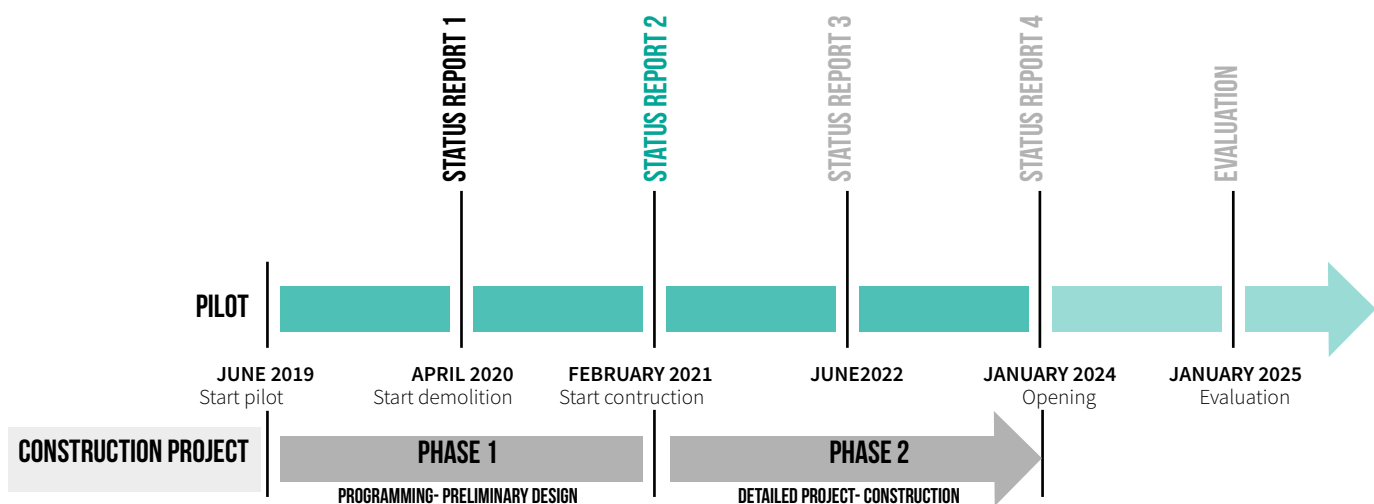 STATUS REPORT 1
STATUS REPORT 2
STATUS REPORT 3
STATUS REPORT 4
EVALUATION
PILOT
JUNE 2019
Start pilot
APRIL 2020
Start demolition
FEBRUARY 2021
Start contruction
JUNE2022
JANUARY 2024
Opening
JANUARY 2025
Evaluation
CONSTRUCTION PROJECT
PHASE 1
PHASE 2
PROGRAMMING- PRELIMINARY DESIGN
DETAILED PROJECT- CONSTRUCTION